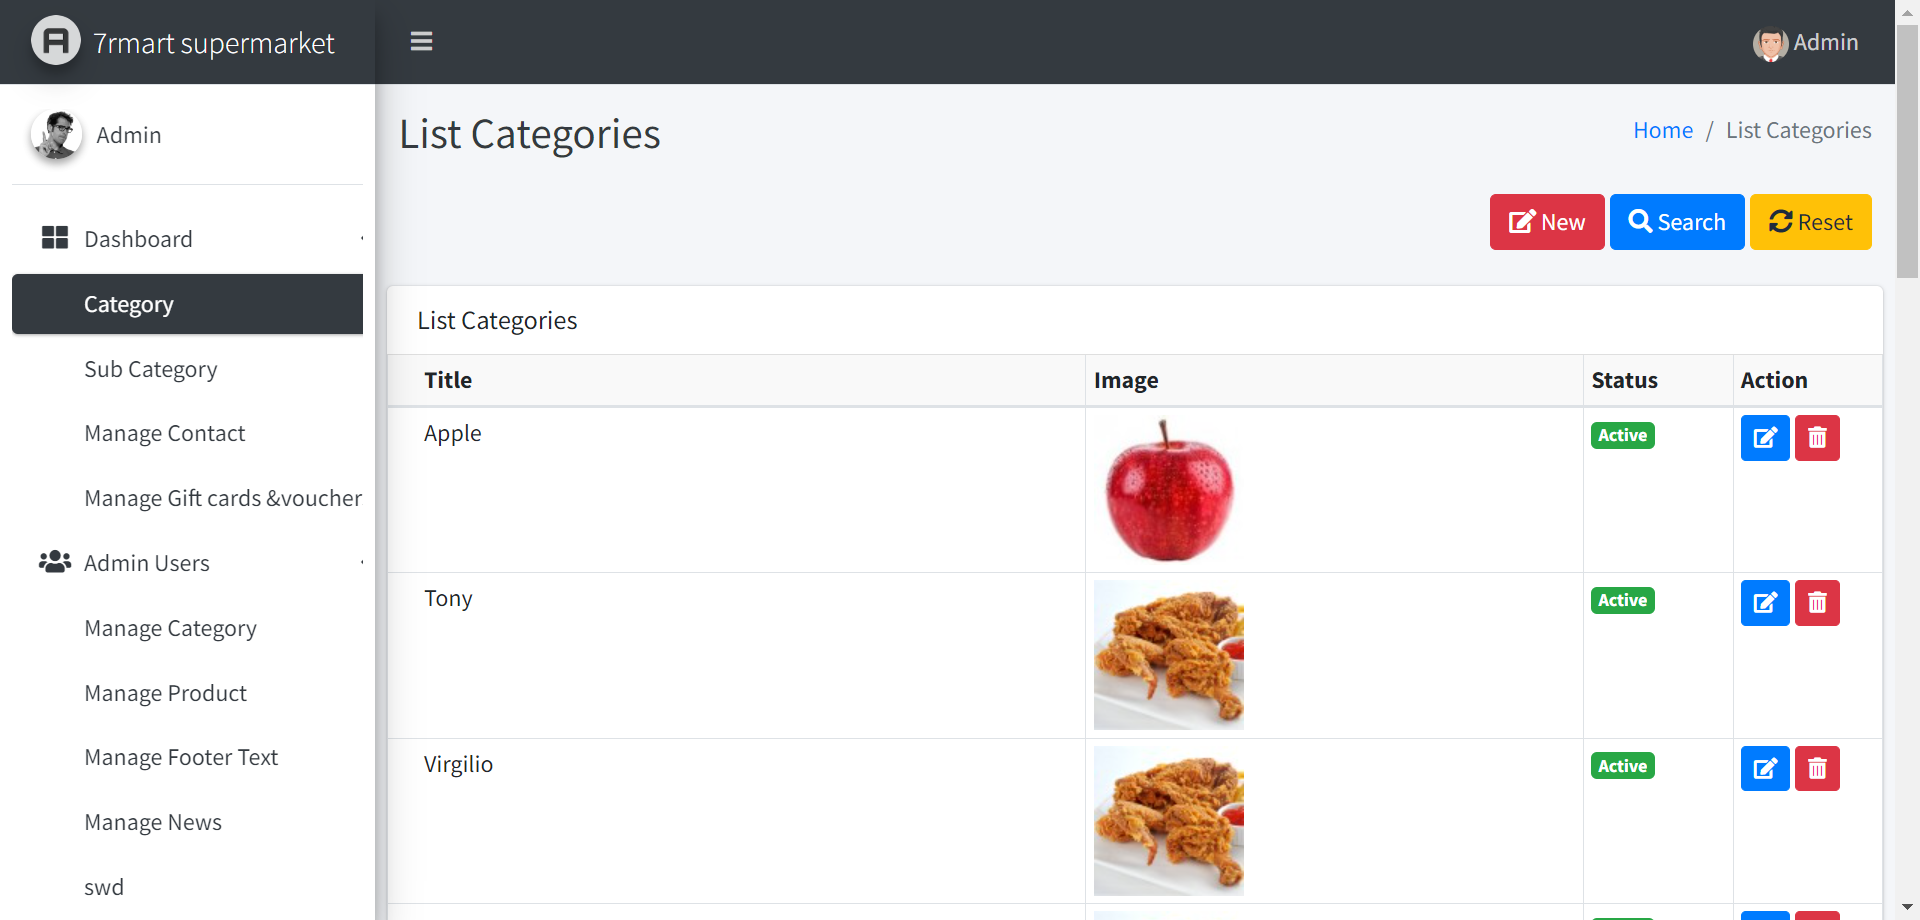 7rmart supermarket
Admin
Admin
List Categories
Home / List Categories
New
Search
Reset
Dashboard
Category
Sub Category
Manage Contact
Manage Gift cards &voucher
Admin Users
Manage Category
Manage Product
Manage Footer Text
Manage News
swd
List Categories
Title Image Status Action
Apple Active
Tony Active
Virgilio Active